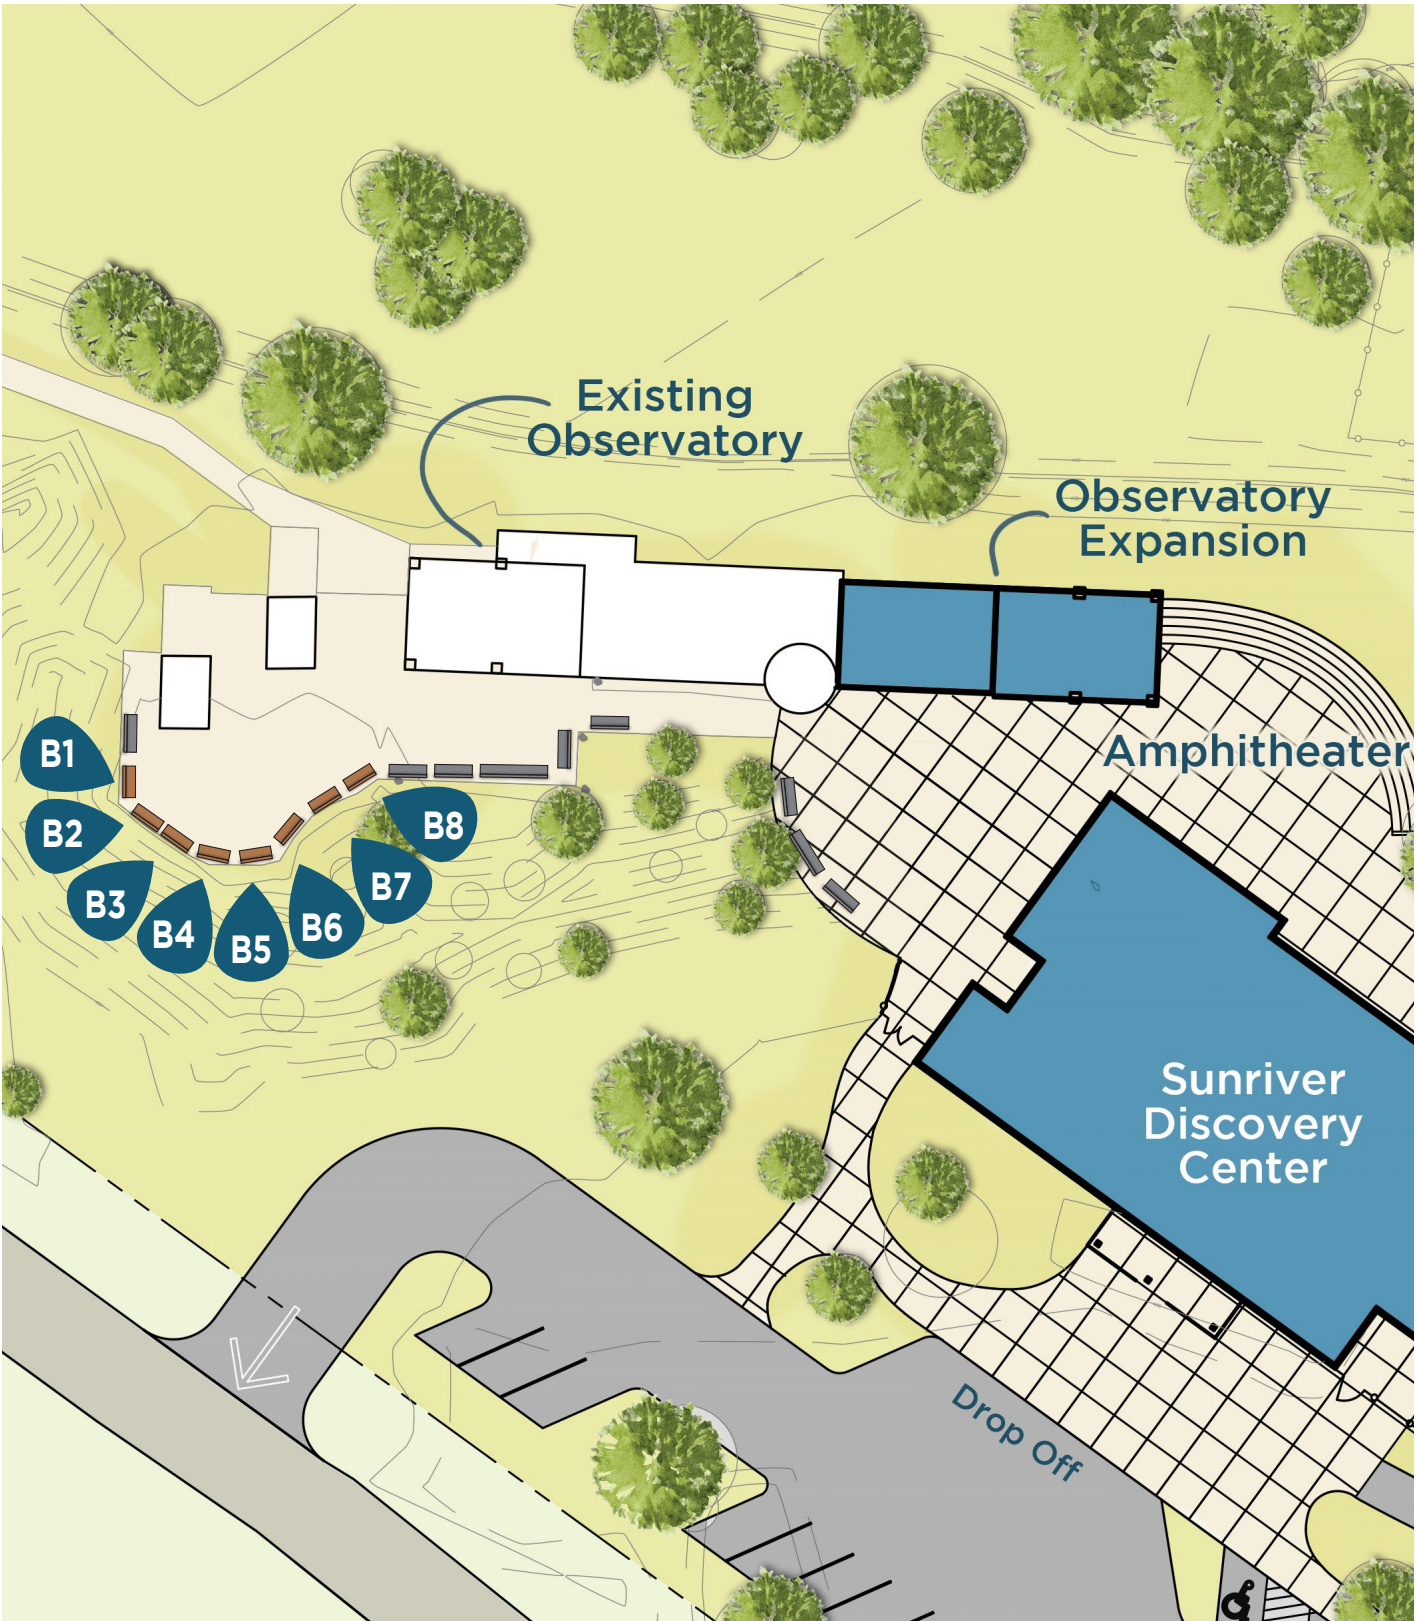 Existing
Observatory
Observatory
Expansion
Amphitheater
B1
B2
B3
B4
B5
B6
B7
B8
Sunriver
Discovery
Center
Drop Off